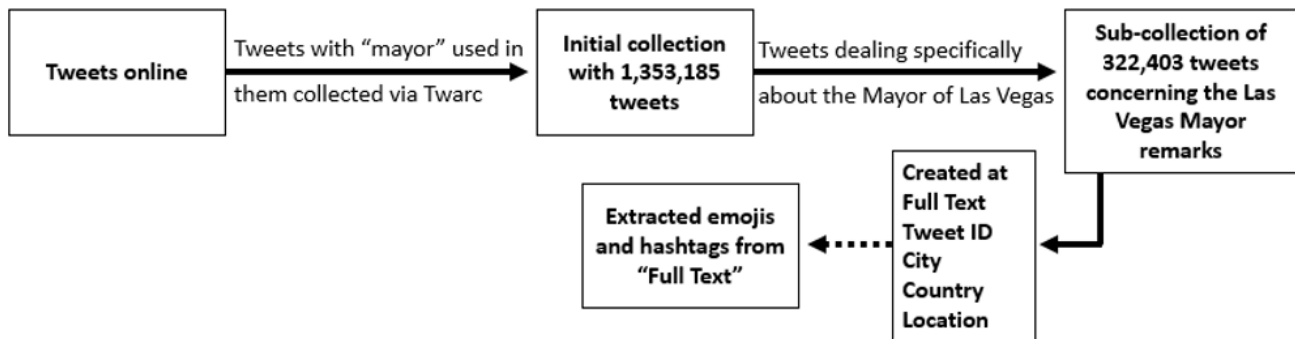 Tweets online
Tweets with “mayor” used in
them collected via Twarc
Initial collection
with 1,353,185
tweets
Tweets dealing specifically
about the Mayor of Las Vegas
Sub-collection of
322,403 tweets
concerning the Las
Vegas Mayor
remarks
Created at
Full Text
Tweet ID
City
Country
Location
Extracted emojis
and hashtags from
“Full Text”